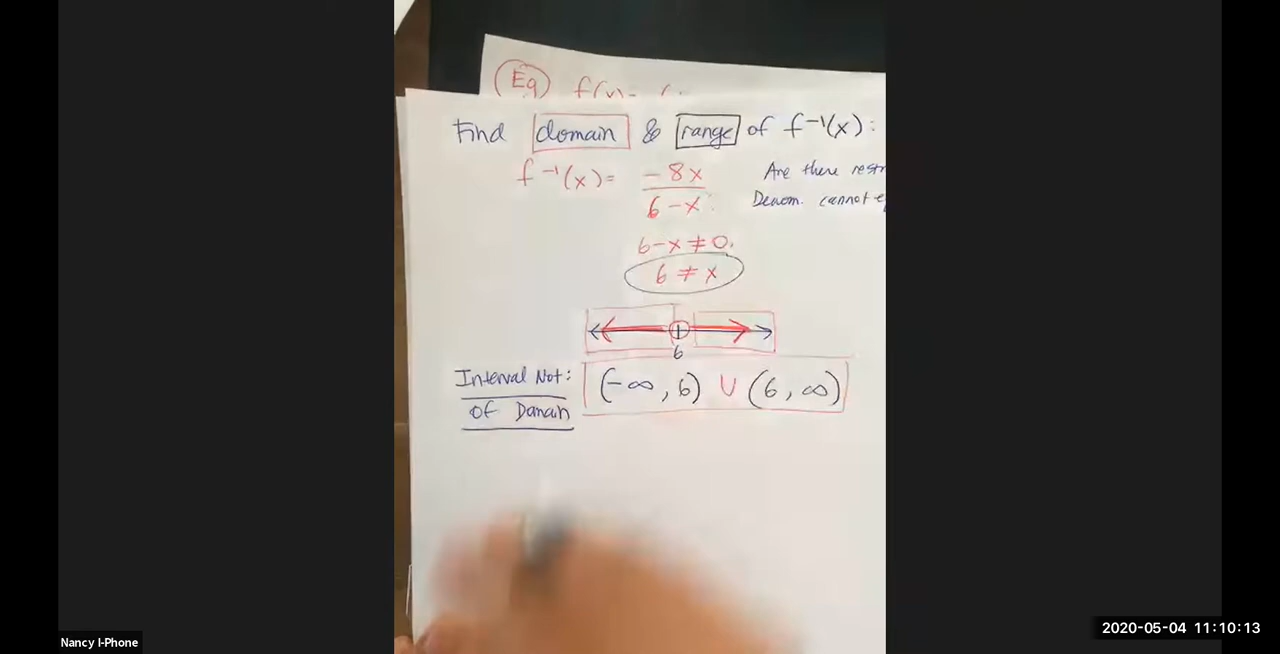 Eg
Find domain & range of f⁻¹(x):
f⁻¹(x)= -8x
6-x
Are there
Denom. cannot
6-x≠0.
6≠x
6
Interval Not:
Of Domain
(-∞,6) ∪ (6,∞)
Nancy I-Phone
2020-05-04 11:10:13